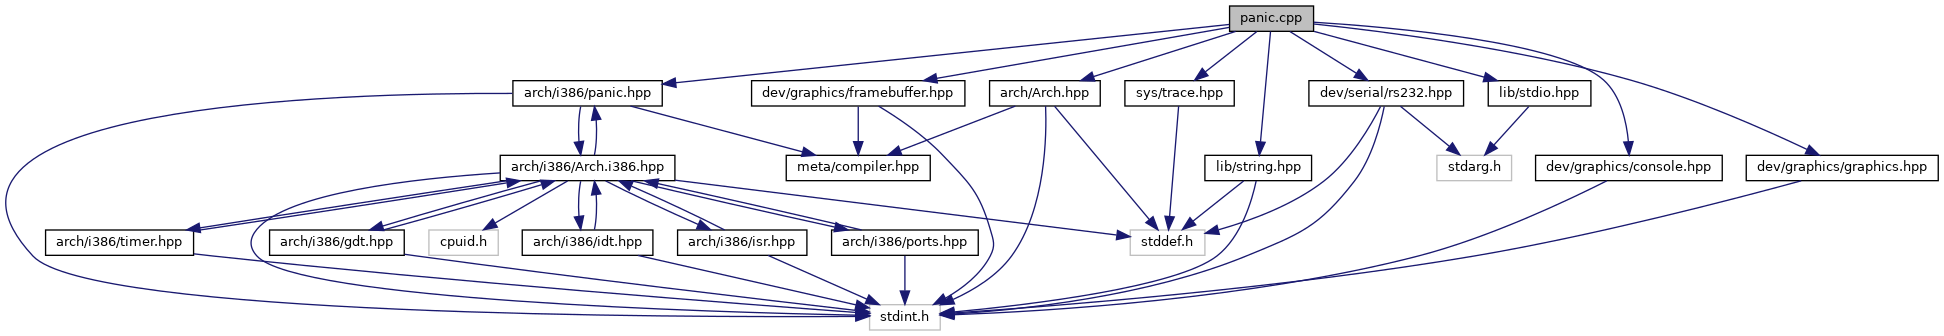 panic.cpp
arch/i386/panic.hpp
dev/graphics/framebuffer.hpp
arch/Arch.hpp
sys/trace.hpp
dev/serial/rs232.hpp
lib/stdio.hpp
arch/i386/Arch.i386.hpp
meta/compiler.hpp
lib/string.hpp
stdarg.h
dev/graphics/console.hpp
dev/graphics/graphics.hpp
arch/i386/timer.hpp
arch/i386/gdt.hpp
cpuid.h
arch/i386/idt.hpp
arch/i386/isr.hpp
arch/i386/ports.hpp
stddef.h
stdint.h